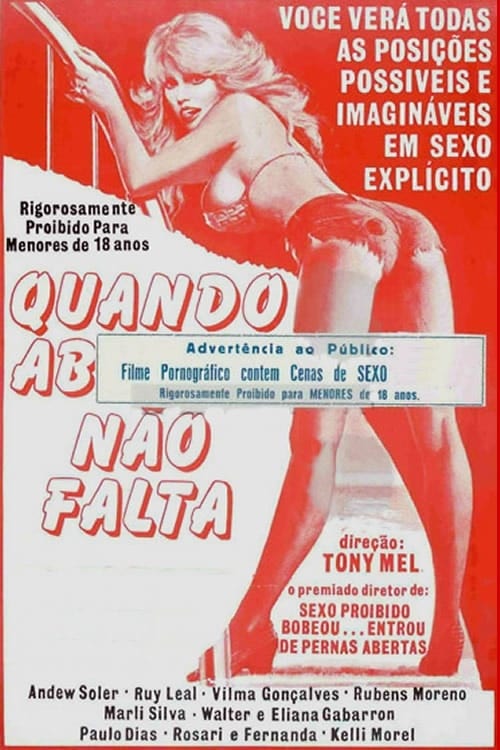 VOCE VERÁ TODAS
AS POSIÇÕES
POSSIVEIS E
IMAGINÁVEIS
EM SEXO
EXPLÍCITO
Rigorosamente
Proibido Para
Menores de 18 anos
QUANDO
AB
NÃO
FALTA
Advertência ao Público:
Filme Pornográfico contem Cenas de SEXO
Rigorosamente Proibido para MENORES de 18 anos.
direção:
TONY MEL
o premiado diretor de:
SEXO PROIBIDO
BOBEOU...ENTROU
DE PERNAS ABERTAS
Andew Soler · Ruy Leal · Vilma Gonçalves · Rubens Moreno
Marli Silva · Walter e Eliana Gabarron
Paulo Dias · Rosari e Fernanda · Kelli Morel